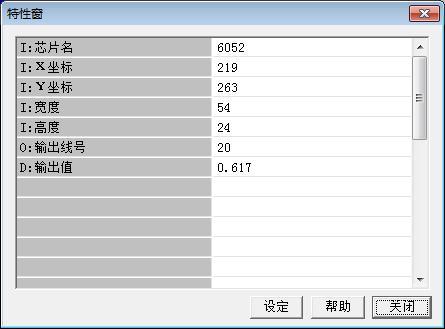 特性窗
I:芯片名 6052
I:X坐标 219
I:Y坐标 263
I:宽度 54
I:高度 24
O:输出线号 20
D:输出值 0.617
设定 帮助 关闭